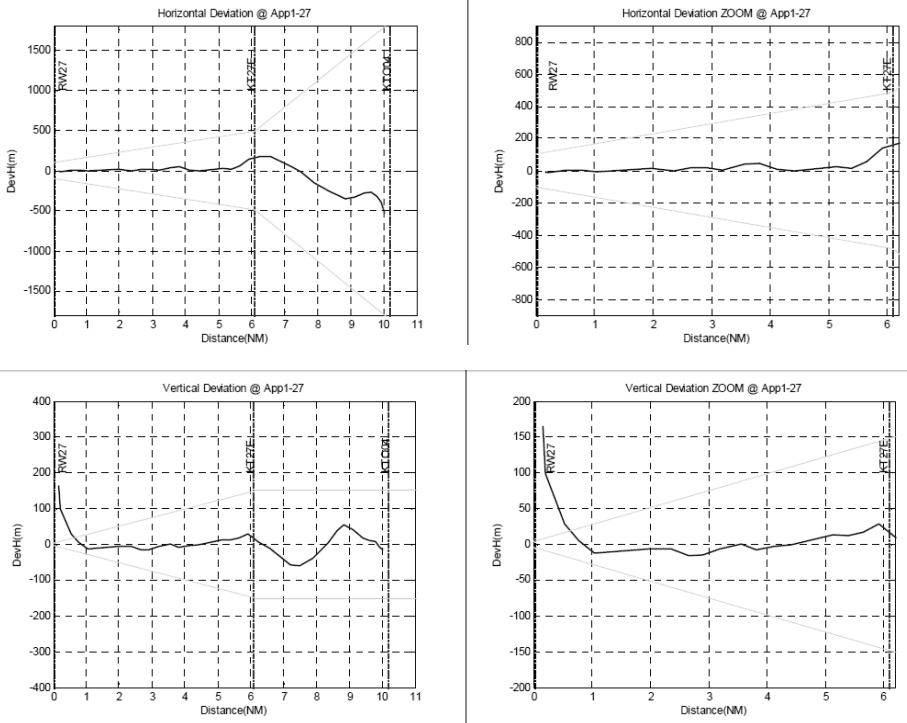 Horizontal Deviation @ App1-27
1500
1000
500
0
-500
-1000
-1500
DevH(m)
RW27
KT27E
KTC04
0 1 2 3 4 5 6 7 8 9 10 11
Distance(NM)
Horizontal Deviation ZOOM @ App1-27
800
600
400
200
0
-200
-400
-600
-800
DevH(m)
RW27
KT27E
0 1 2 3 4 5 6
Distance(NM)
Vertical Deviation @ App1-27
400
300
200
100
0
-100
-200
-300
-400
DevH(m)
RW27
KT27E
KTC04
0 1 2 3 4 5 6 7 8 9 10 11
Distance(NM)
Vertical Deviation ZOOM @ App1-27
200
150
100
50
0
-50
-100
-150
-200
DevH(m)
RW27
KT27E
0 1 2 3 4 5 6
Distance(NM)